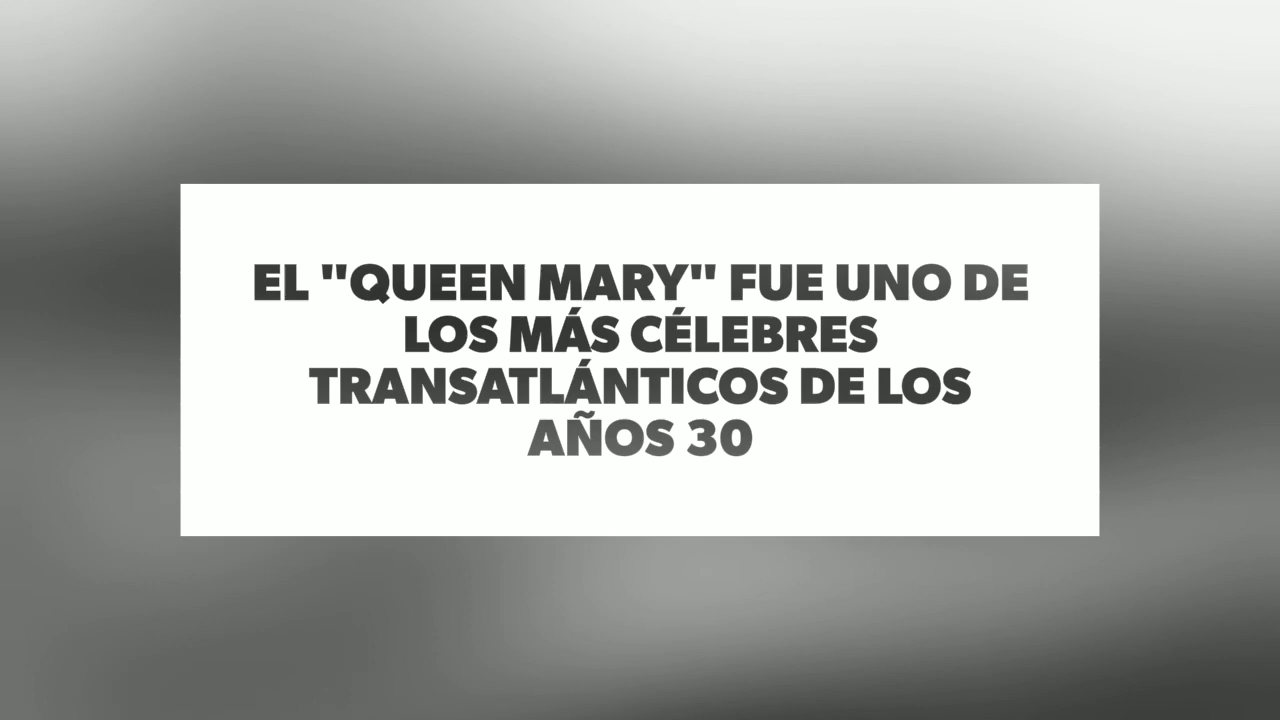 EL "QUEEN MARY" FUE UNO DE
LOS MÁS CÉLEBRES
TRANSATLÁNTICOS DE LOS
AÑOS 30